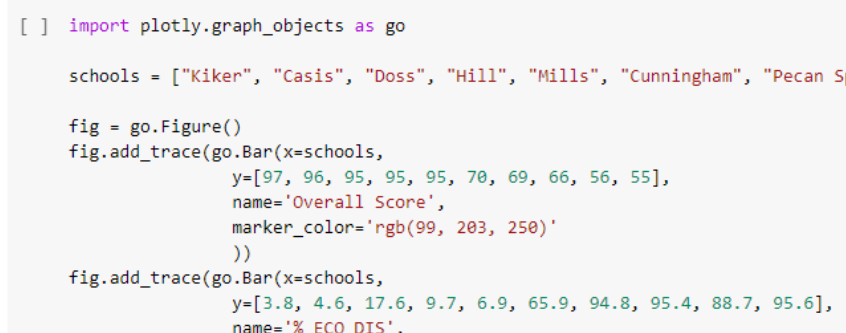 [ ] import plotly.graph_objects as go
schools = ["Kiker", "Casis", "Doss", "Hill", "Mills", "Cunningham", "Pecan
fig = go.Figure()
fig.add_trace(go.Bar(x=schools,
y=[97, 96, 95, 95, 95, 70, 69, 66, 56, 55],
name='Overall Score',
marker_color='rgb(99, 203, 250)'
))
fig.add_trace(go.Bar(x=schools,
y=[3.8, 4.6, 17.6, 9.7, 6.9, 65.9, 94.8, 95.4, 88.7, 95.6],
name='% ECO DIS',